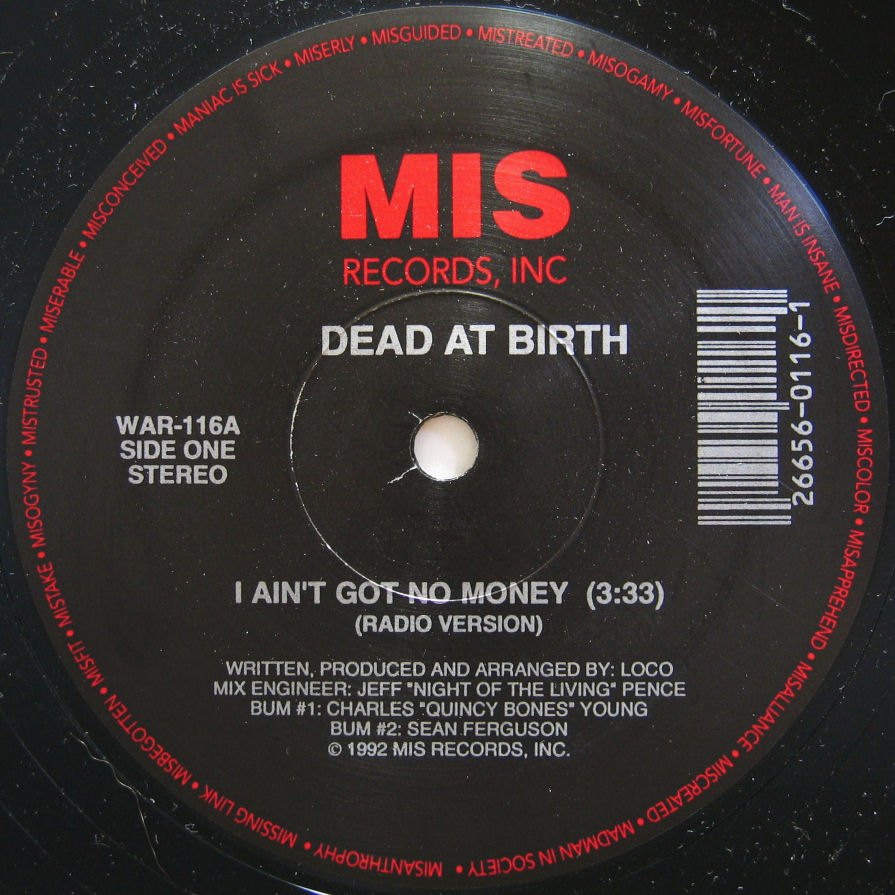 MISERABLE • MISCONCEIVED • MANIAC IS SICK • MISERLY • MISGUIDED • MISTREATED • MISOGAMY • MISFORTUNE • MAN IS INSANE • MISDIRECTED • MISCOLOR • MISAPPREHEND • MISALLIANCE • MISCREATED • MADMAN IN SOCIETY • MISANTHROPHY • MISSING LINK • MISBEGOTTEN • MISFIT • MISTAKE • MISOGYNY • MISTRUSTED •
MIS
RECORDS, INC
DEAD AT BIRTH
WAR-116A
SIDE ONE
STEREO
26656-0116-1
I AIN'T GOT NO MONEY (3:33)
(RADIO VERSION)
WRITTEN, PRODUCED AND ARRANGED BY: LOCO
MIX ENGINEER: JEFF "NIGHT OF THE LIVING" PENCE
BUM #1: CHARLES "QUINCY BONES" YOUNG
BUM #2: SEAN FERGUSON
© 1992 MIS RECORDS, INC.